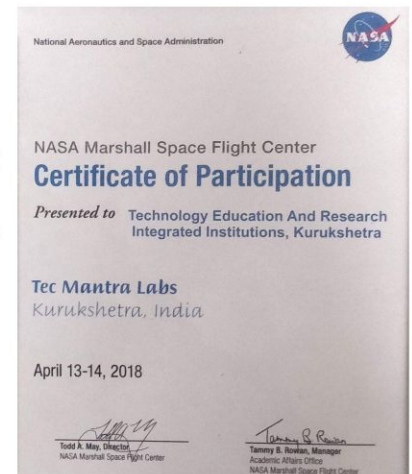 National Aeronautics and Space Administration
NASA
NASA Marshall Space Flight Center
Certificate of Participation
Presented to Technology Education And Research
Integrated Institutions, Kurukshetra
Tec Mantra Labs
Kurukshetra, India
April 13-14, 2018
Todd A. May, Director
NASA Marshall Space Flight Center
Tammy B. Rowan
Tammy B. Rowan, Manager
Academic Affairs Office
NASA Marshall Space Flight Center